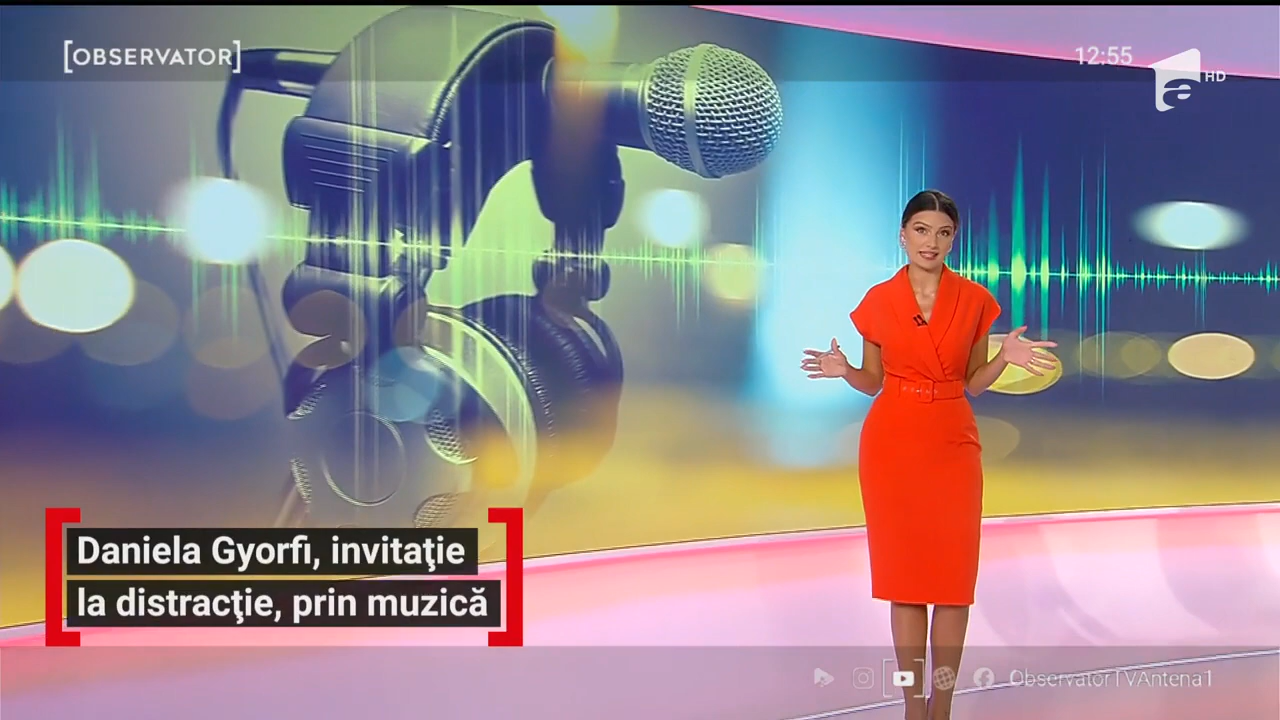 [OBSERVATOR]
12:55
a HD
Daniela Gyorfi, invitaţie
la distracţie, prin muzică
ObservatorTVAntena1